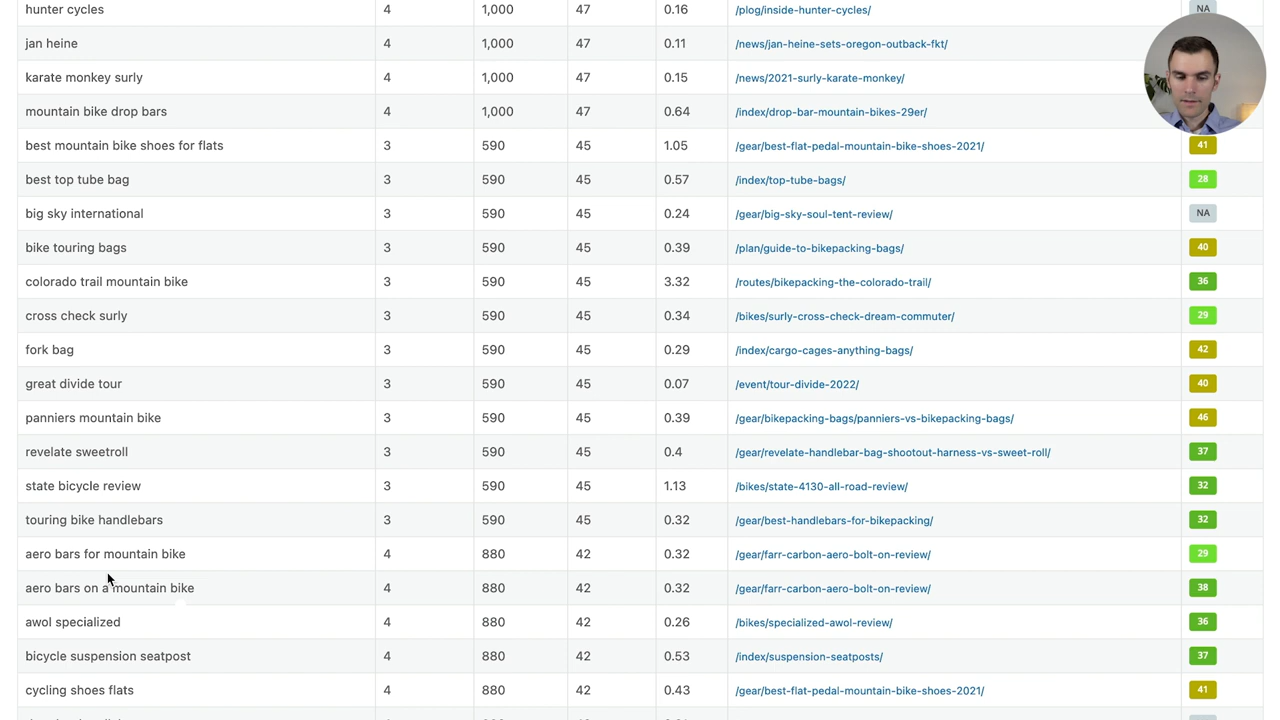 hunter cycles 4 1,000 47 0.16 /plog/inside-hunter-cycles/ NA
jan heine 4 1,000 47 0.11 /news/jan-heine-sets-oregon-outback-fkt/
karate monkey surly 4 1,000 47 0.15 /news/2021-surly-karate-monkey/
mountain bike drop bars 4 1,000 47 0.64 /index/drop-bar-mountain-bikes-29er/
best mountain bike shoes for flats 3 590 45 1.05 /gear/best-flat-pedal-mountain-bike-shoes-2021/ 41
best top tube bag 3 590 45 0.57 /index/top-tube-bags/ 28
big sky international 3 590 45 0.24 /gear/big-sky-soul-tent-review/ NA
bike touring bags 3 590 45 0.39 /plan/guide-to-bikepacking-bags/ 40
colorado trail mountain bike 3 590 45 3.32 /routes/bikepacking-the-colorado-trail/ 36
cross check surly 3 590 45 0.34 /bikes/surly-cross-check-dream-commuter/ 29
fork bag 3 590 45 0.29 /index/cargo-cages-anything-bags/ 42
great divide tour 3 590 45 0.07 /event/tour-divide-2022/ 40
panniers mountain bike 3 590 45 0.39 /gear/bikepacking-bags/panniers-vs-bikepacking-bags/ 46
revelate sweetroll 3 590 45 0.4 /gear/revelate-handlebar-bag-shootout-harness-vs-sweet-roll/ 37
state bicycle review 3 590 45 1.13 /bikes/state-4130-all-road-review/ 32
touring bike handlebars 3 590 45 0.32 /gear/best-handlebars-for-bikepacking/ 32
aero bars for mountain bike 4 880 42 0.32 /gear/farr-carbon-aero-bolt-on-review/ 29
aero bars on a mountain bike 4 880 42 0.32 /gear/farr-carbon-aero-bolt-on-review/ 38
awol specialized 4 880 42 0.26 /bikes/specialized-awol-review/ 36
bicycle suspension seatpost 4 880 42 0.53 /index/suspension-seatposts/ 37
cycling shoes flats 4 880 42 0.43 /gear/best-flat-pedal-mountain-bike-shoes-2021/ 41